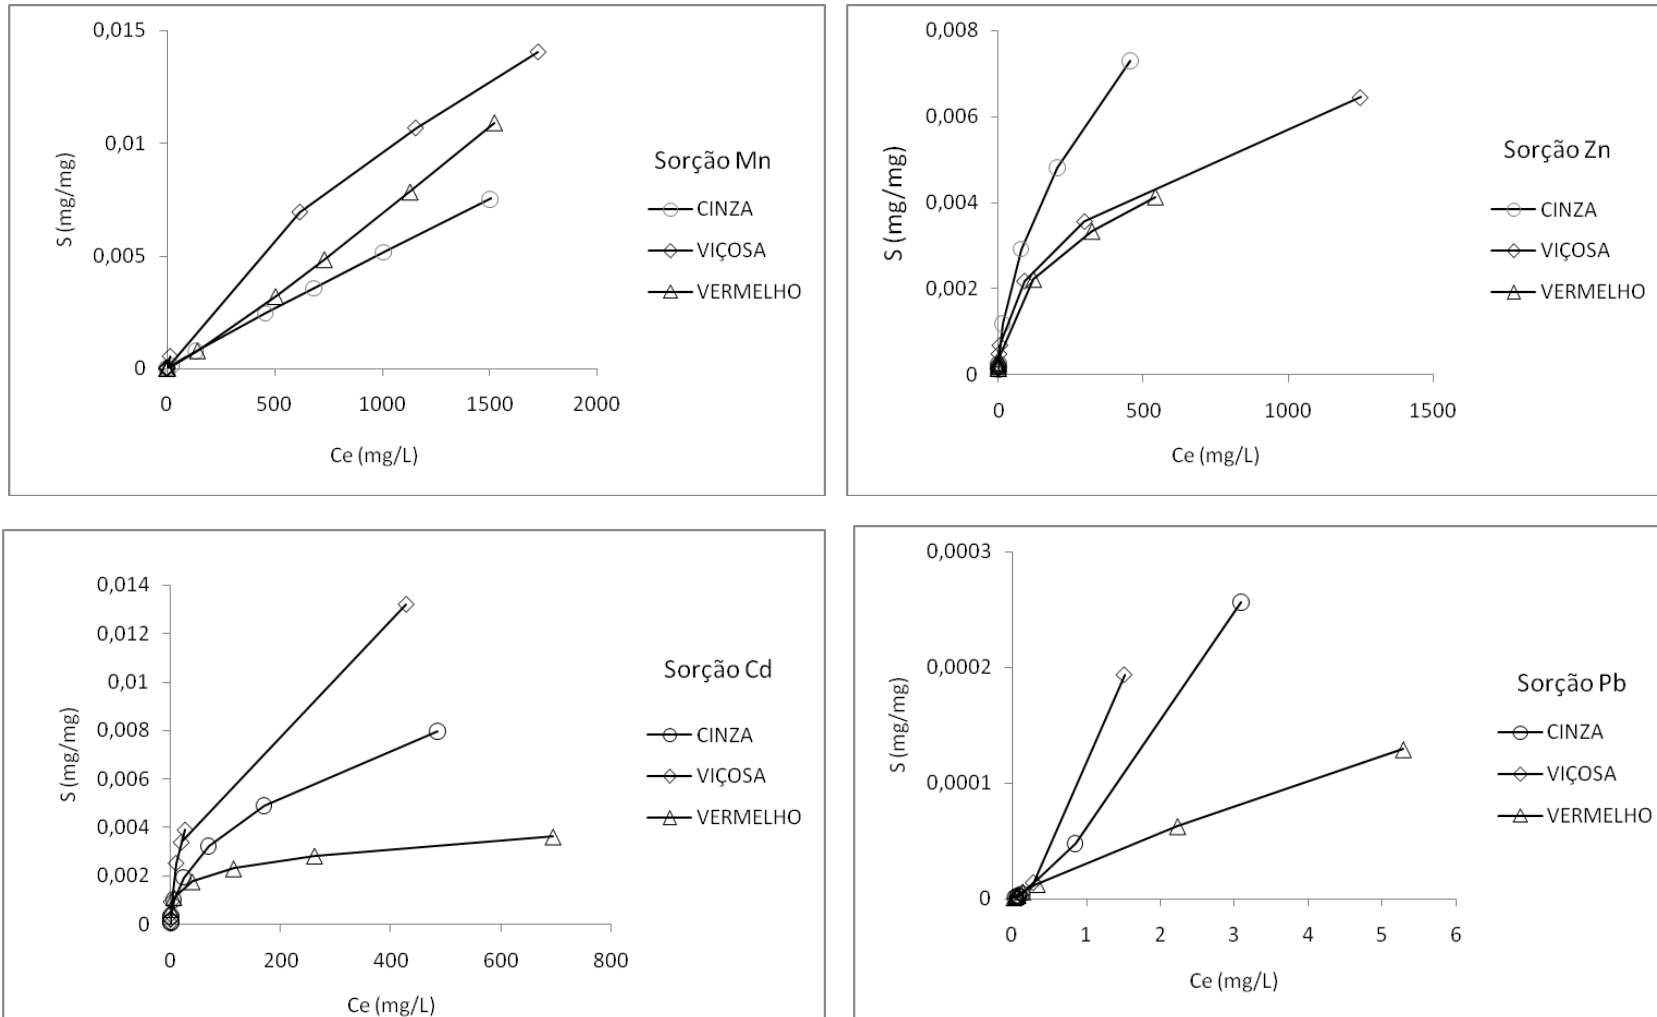 0,015
0,01
0,005
0
S (mg/mg)
0 500 1000 1500 2000
Ce (mg/L)
Sorção Mn
CINZA
VIÇOSA
VERMELHO
0,008
0,006
0,004
0,002
0
S (mg/mg)
0 500 1000 1500
Ce (mg/L)
Sorção Zn
CINZA
VIÇOSA
VERMELHO
0,014
0,012
0,01
0,008
0,006
0,004
0,002
0
S (mg/mg)
0 200 400 600 800
Ce (mg/L)
Sorção Cd
CINZA
VIÇOSA
VERMELHO
0,0003
0,0002
0,0001
0
S (mg/mg)
0 1 2 3 4 5 6
Ce (mg/L)
Sorção Pb
CINZA
VIÇOSA
VERMELHO